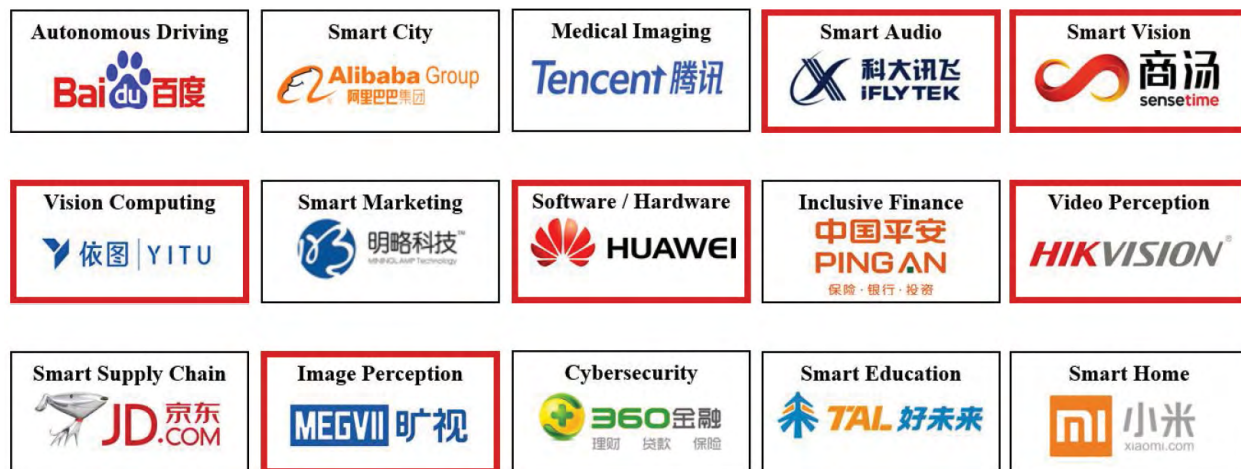 Autonomous Driving
Bai du 百度
Smart City
Alibaba Group
阿里巴巴集团
Medical Imaging
Tencent 腾讯
Smart Audio
科大讯飞
iFLYTEK
Smart Vision
商汤
sensetime
Vision Computing
依图 | YITU
Smart Marketing
明略科技™
MININGLAMP Technology
Software / Hardware
HUAWEI
Inclusive Finance
中国平安
PING AN
保险·银行·投资
Video Perception
HIKVISION®
Smart Supply Chain
JD 京东
.COM
Image Perception
MEGVII 旷视
Cybersecurity
360金融
理财 贷款 保险
Smart Education
TAL 好未来
Smart Home
mi 小米
xiaomi.com